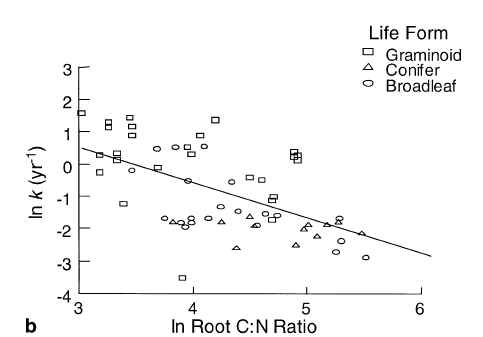 Life Form
Graminoid
Conifer
Broadleaf
3
2
1
0
-1
-2
-3
-4
ln k (yr-1)
3
4
5
6
b
ln Root C:N Ratio